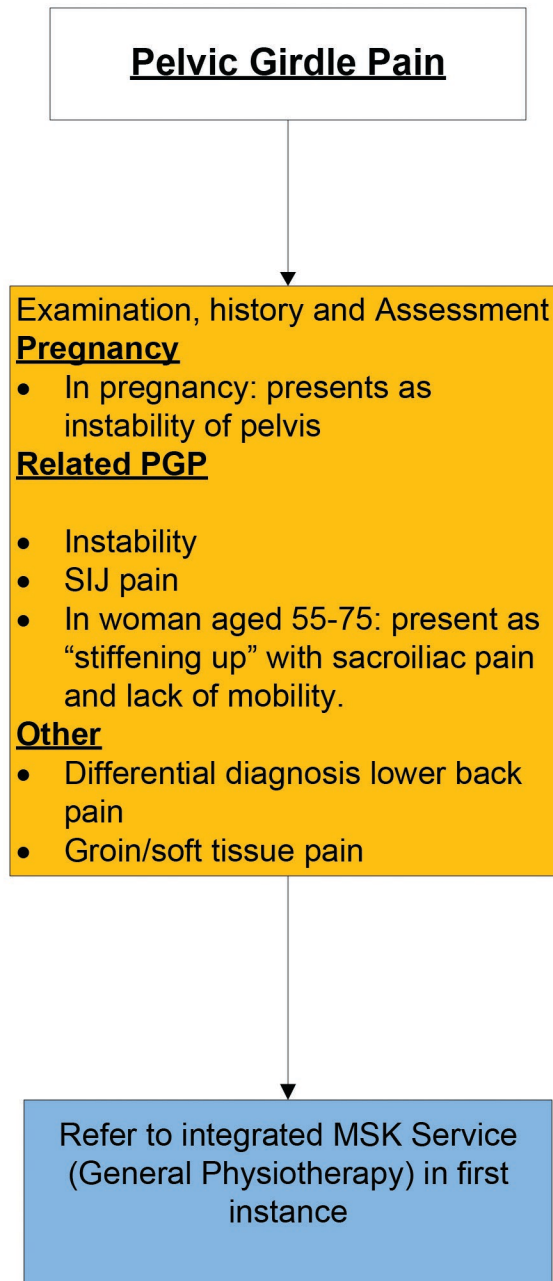 Pelvic Girdle Pain
Examination, history and Assessment
Pregnancy
• In pregnancy: presents as
instability of pelvis
Related PGP
• Instability
• SIJ pain
• In woman aged 55-75: present as
“stiffening up” with sacroiliac pain
and lack of mobility.
Other
• Differential diagnosis lower back
pain
• Groin/soft tissue pain
Refer to integrated MSK Service
(General Physiotherapy) in first
instance